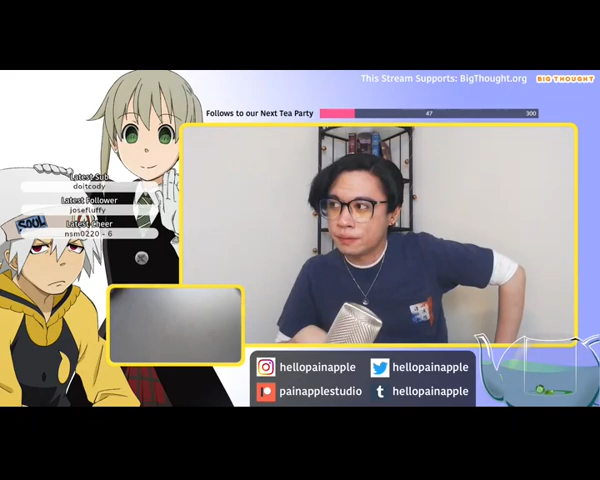 This Stream Supports: BigThought.org BIG THOUGHT
Follows to our Next Tea Party 47 300
Latest Sub
doitcody
Latest Follower
josefluffy
Latest Cheer
nsm0220 - 6
SOUL
hellopainapple hellopainapple
painapplestudio hellopainapple